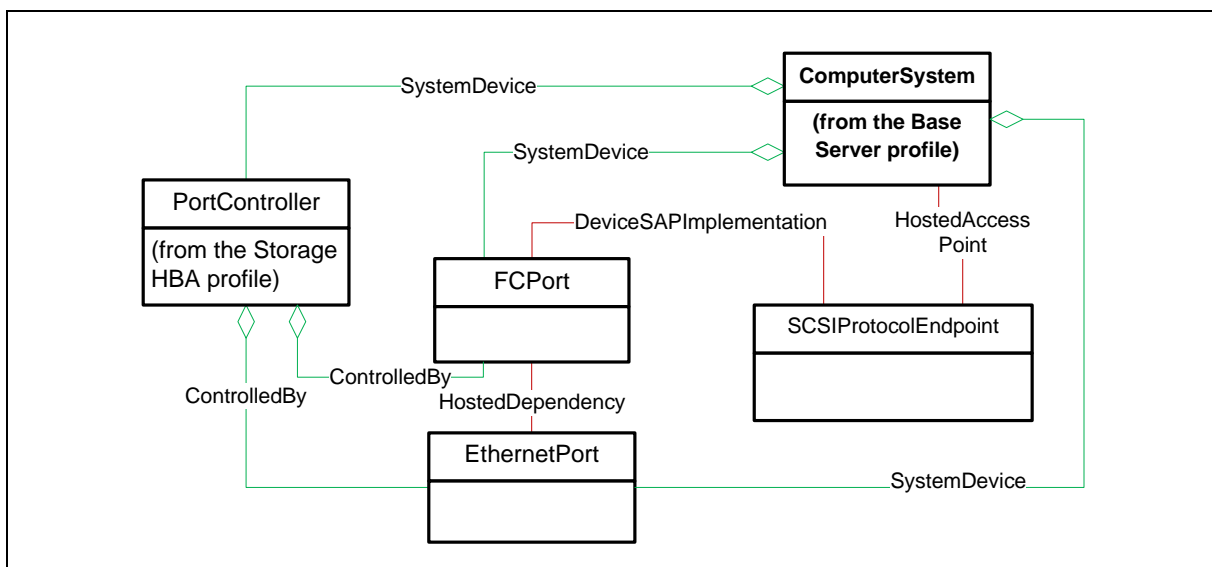 ComputerSystem
(from the Base
Server profile)
SystemDevice
SystemDevice
PortController
(from the Storage
HBA profile)
DeviceSAPImplementation
HostedAccess
Point
FCPort
SCSIProtocolEndpoint
ControlledBy
ControlledBy
HostedDependency
EthernetPort
SystemDevice